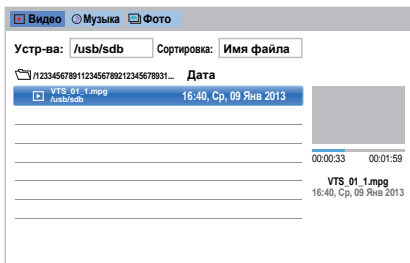 Видео Музыка Фото
Устр-ва: /usb/sdb Сортировка: Имя файла
/12334567891123456789212345678931... Дата
VTS_01_1.mpg
/usb/sdb
16:40, Ср, 09 Янв 2013
00:00:33 00:01:59
VTS_01_1.mpg
16:40, Ср, 09 Янв 2013